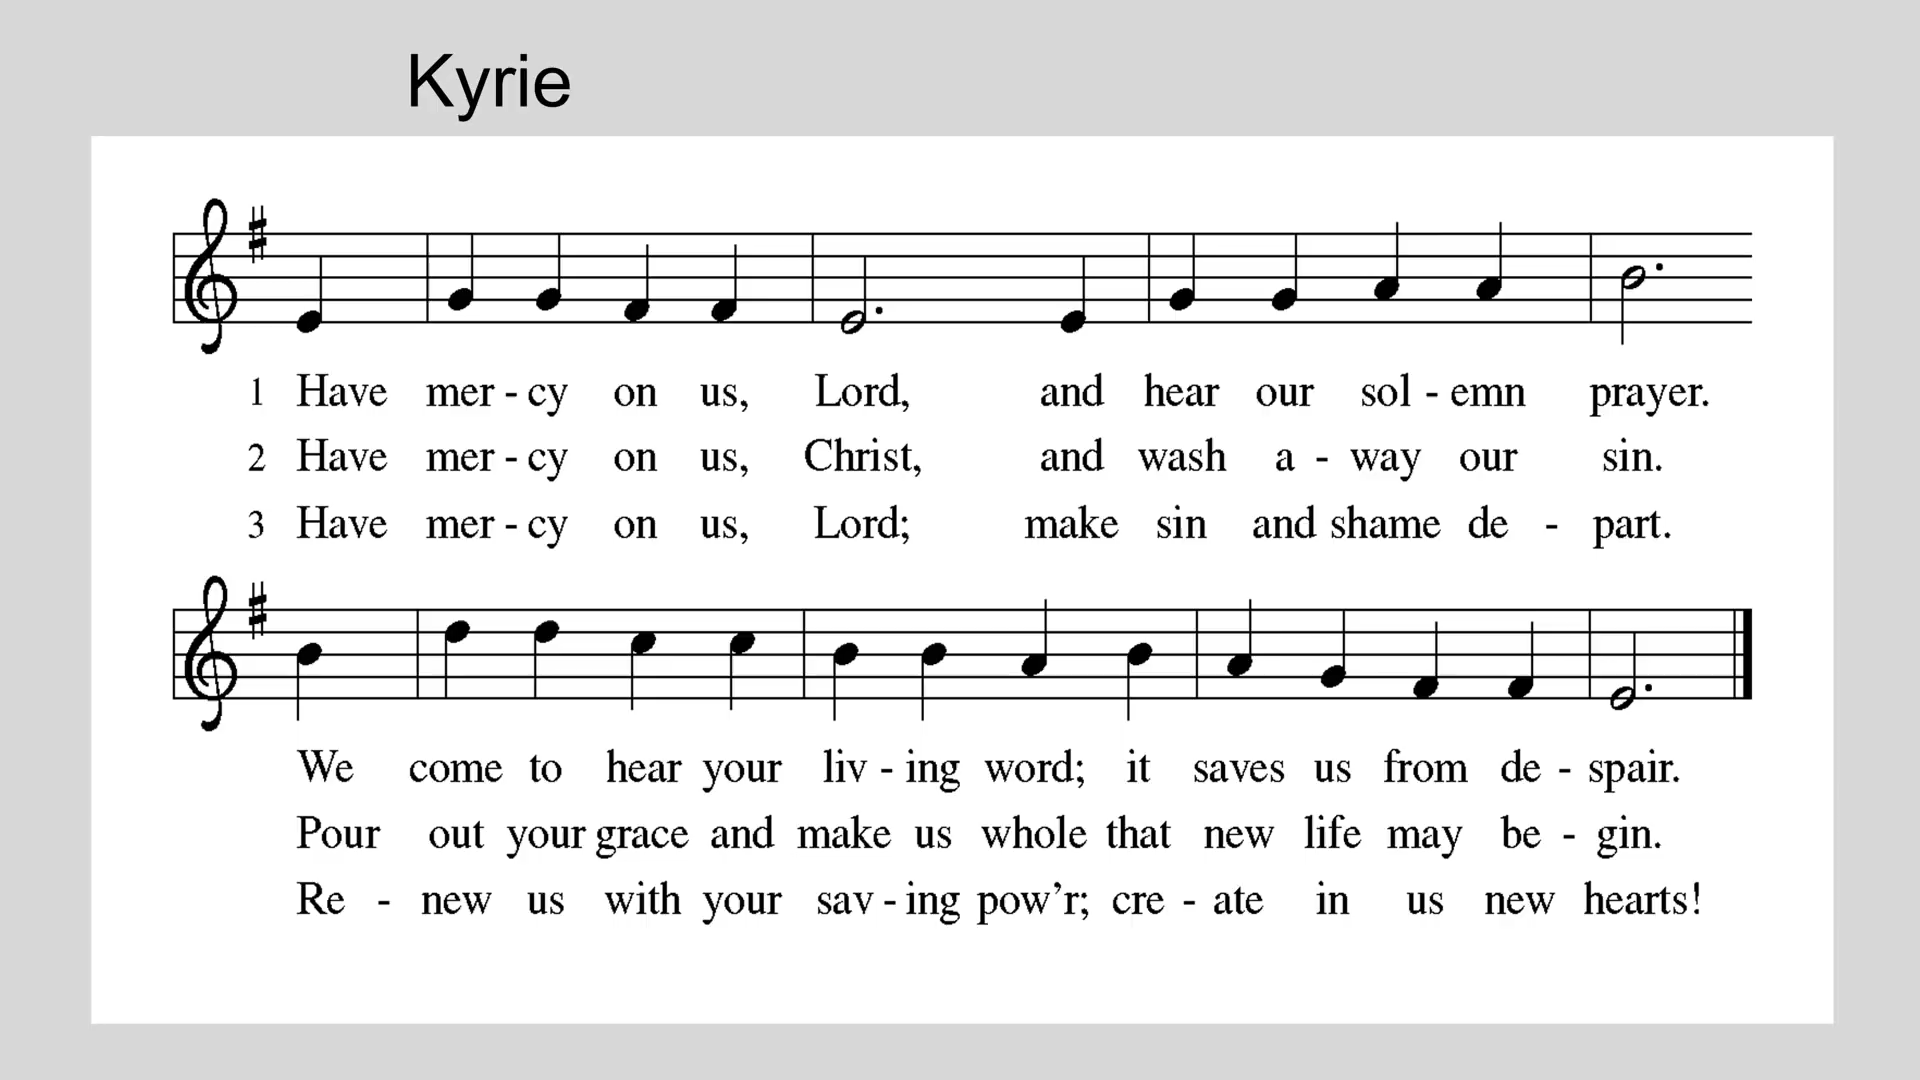 Kyrie
1 Have mer - cy on us, Lord, and hear our sol - emn prayer.
2 Have mer - cy on us, Christ, and wash a - way our sin.
3 Have mer - cy on us, Lord; make sin and shame de - part.
We come to hear your liv - ing word; it saves us from de - spair.
Pour out your grace and make us whole that new life may be - gin.
Re - new us with your sav - ing pow’r; cre - ate in us new hearts!